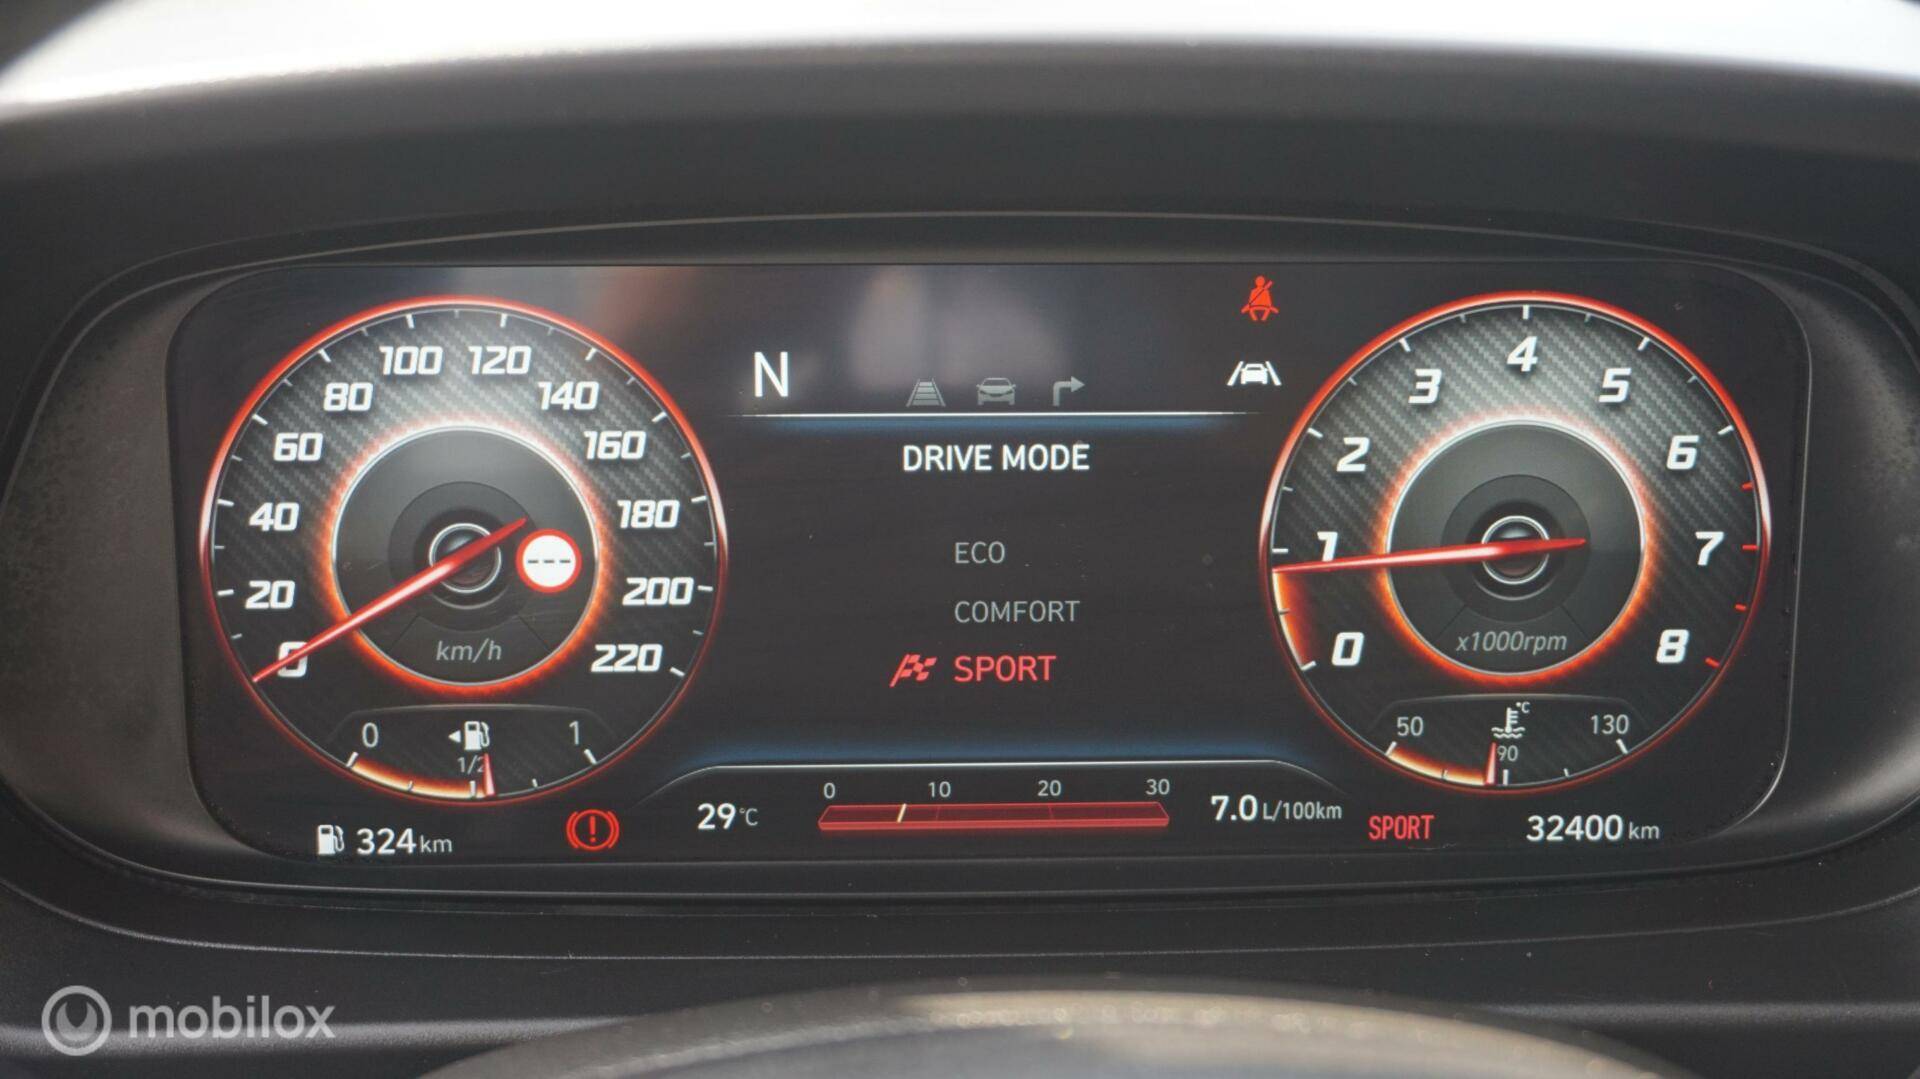 100 120
80 140
60 160
40 180
20 200
0 220
km/h
0 1
1/2
324 km
N
DRIVE MODE
ECO
COMFORT
SPORT
29 °C
0 10 20 30
7.0 L/100km
4
3 5
2 6
1 7
0 8
x1000rpm
°C
50 130
90
SPORT
32400 km
mobilox